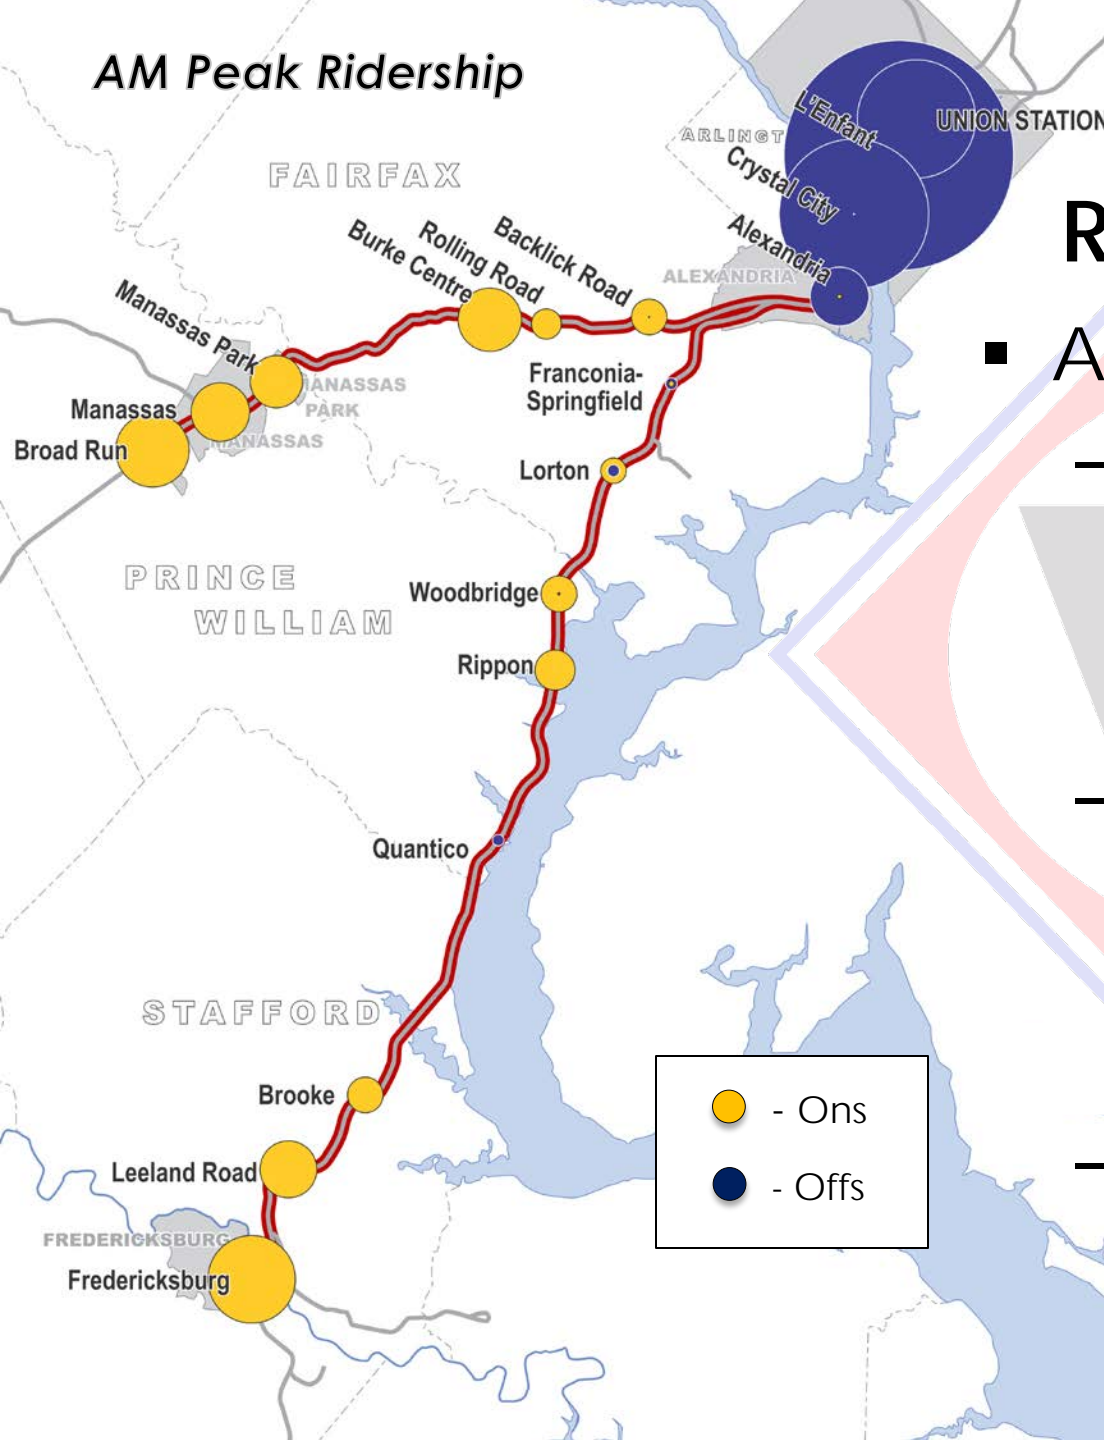 AM Peak Ridership
FAIRFAX
ARLINGT
L'Enfant
UNION STATION
Crystal City
Alexandria
ALEXANDRIA
Backlick Road
Rolling Road
Burke Centre
Manassas Park
MANASSAS
PARK
Manassas
MANASSAS
Broad Run
R
A
Franconia-
Springfield
Lorton
PRINCE
WILLIAM
Woodbridge
Rippon
Quantico
STAFFORD
Brooke
Leeland Road
FREDERICKSBURG
Fredericksburg
- Ons
- Offs